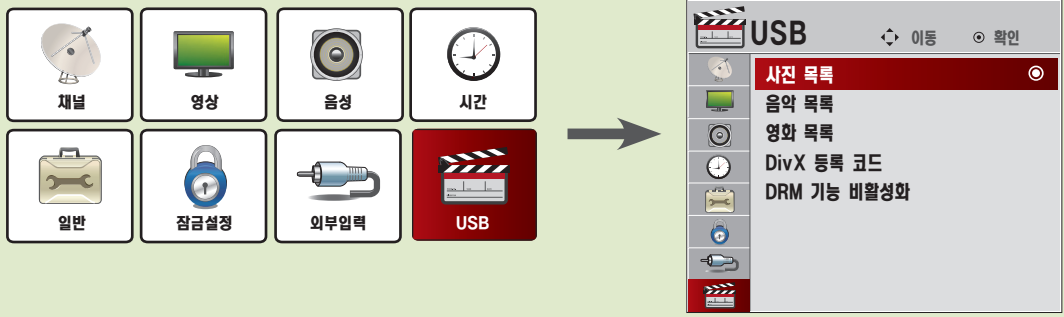 채널 영상 음성 시간
일반 잠금설정 외부입력 USB
USB 이동 확인
사진 목록
음악 목록
영화 목록
DivX 등록 코드
DRM 기능 비활성화